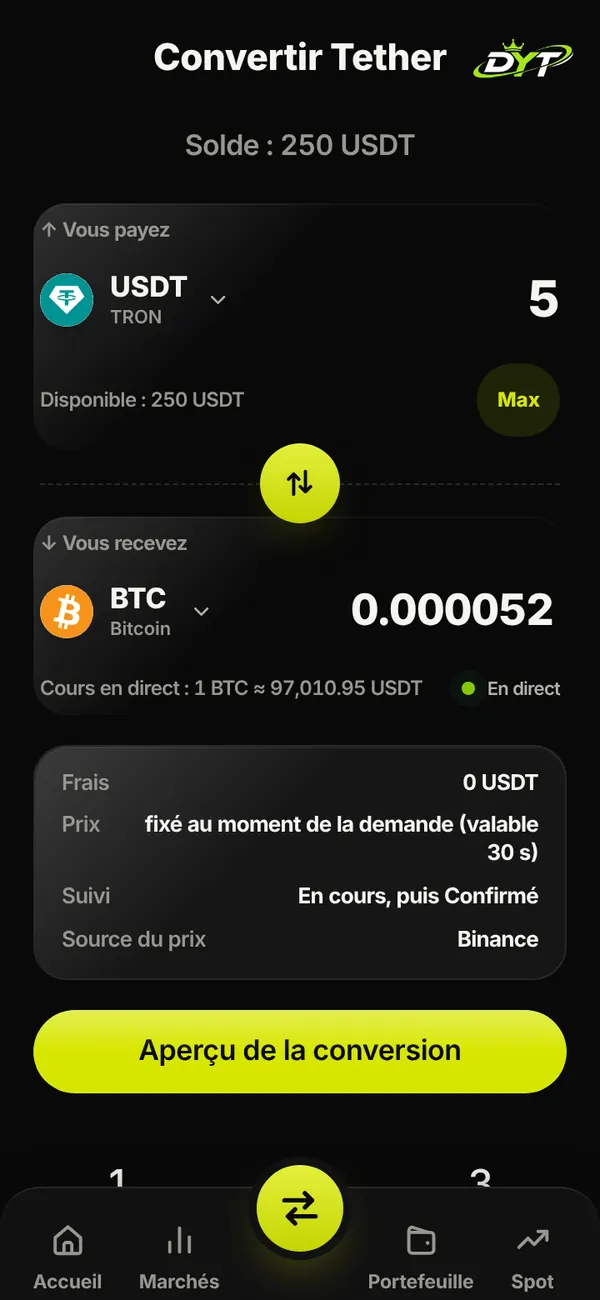 Convertir Tether
DYT
Solde : 250 USDT
↑ Vous payez
USDT
TRON
5
Disponible : 250 USDT
Max
↓ Vous recevez
BTC
Bitcoin
0.000052
Cours en direct : 1 BTC ≈ 97,010.95 USDT
En direct
Frais
0 USDT
Prix
fixé au moment de la demande (valable
30 s)
Suivi
En cours, puis Confirmé
Source du prix
Binance
Aperçu de la conversion
1
3
Accueil
Marchés
Portefeuille
Spot